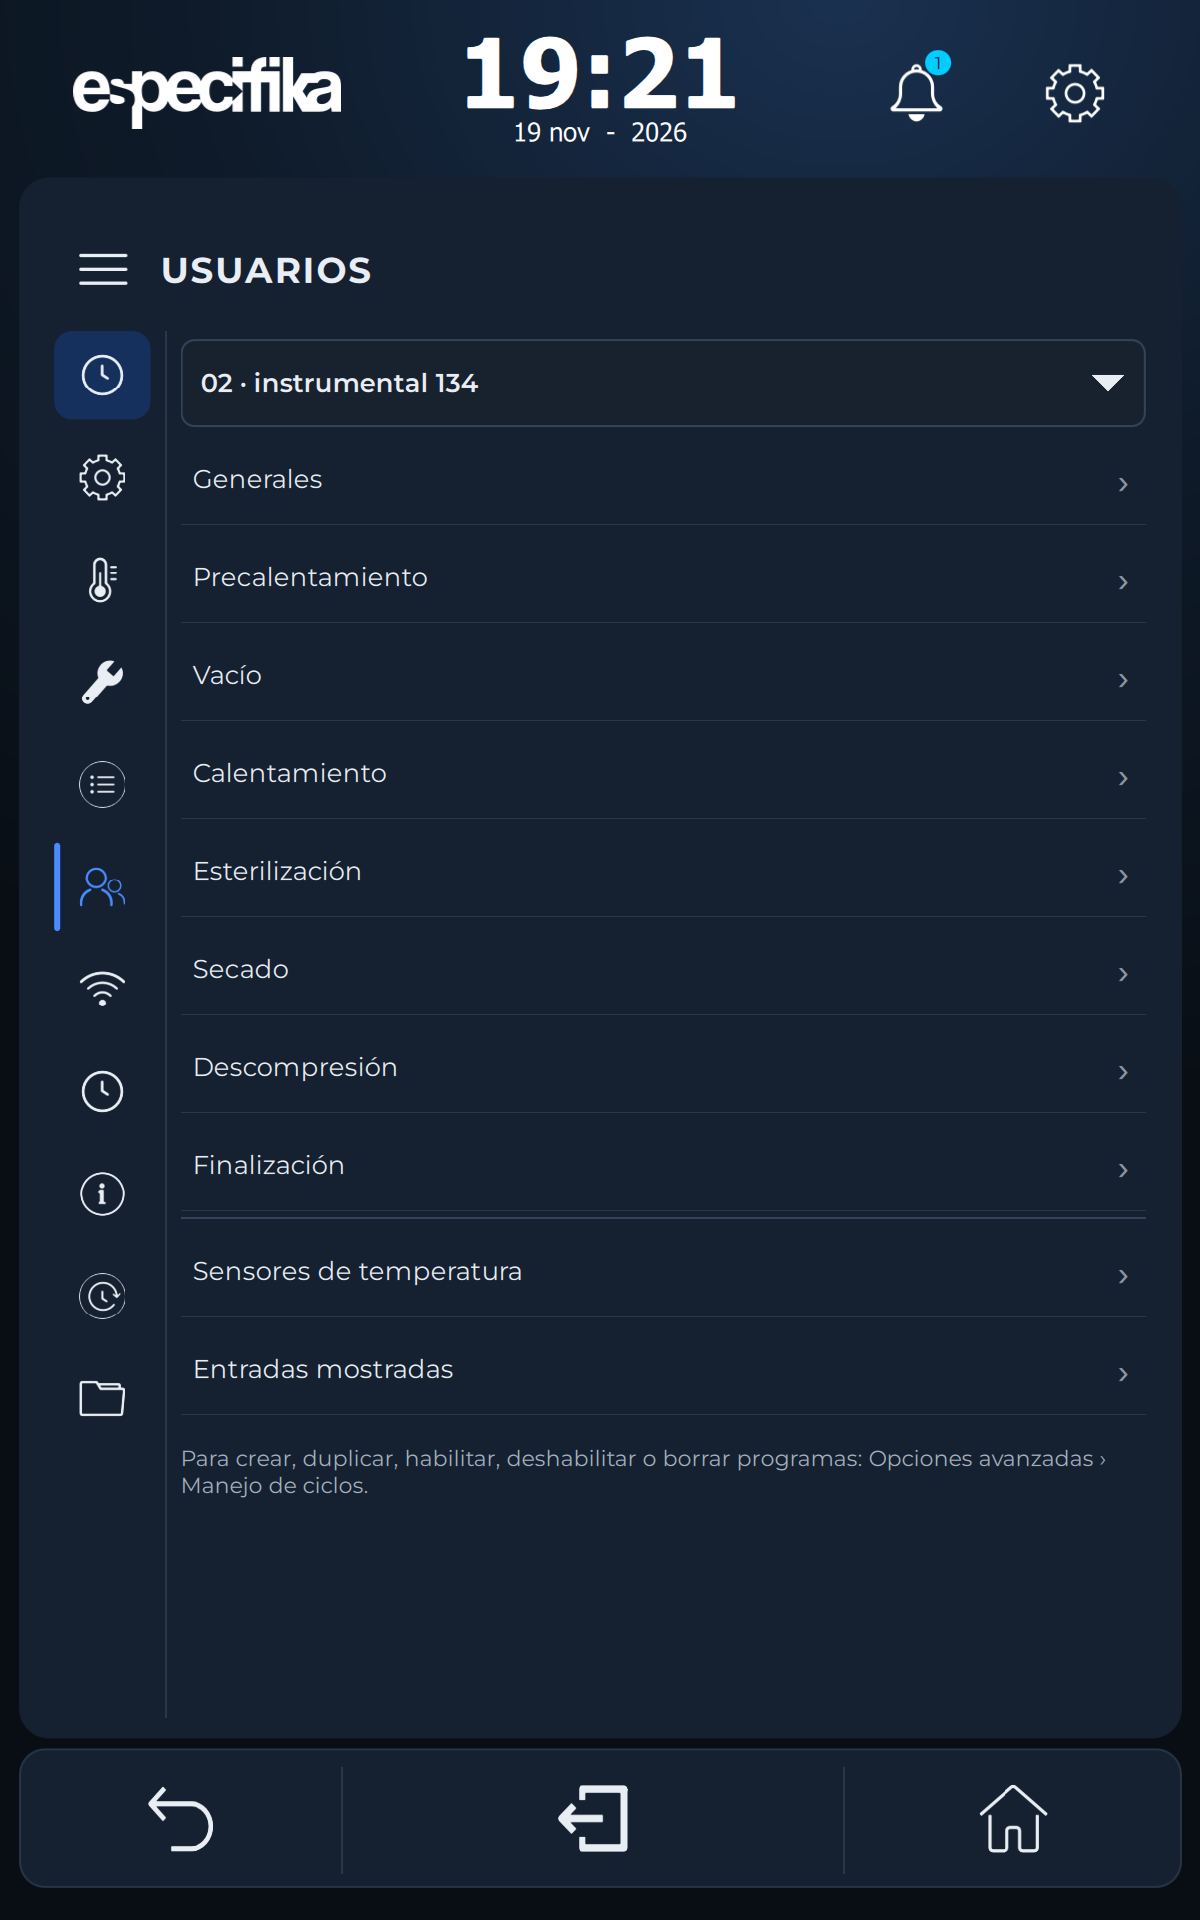 especifika
19:21
1
19 nov - 2026
USUARIOS
02 · instrumental 134
Generales ›
Precalentamiento ›
Vacío ›
Calentamiento ›
Esterilización ›
Secado ›
Descompresión ›
Finalización ›
Sensores de temperatura ›
Entradas mostradas ›
Para crear, duplicar, habilitar, deshabilitar o borrar programas: Opciones avanzadas ›
Manejo de ciclos.